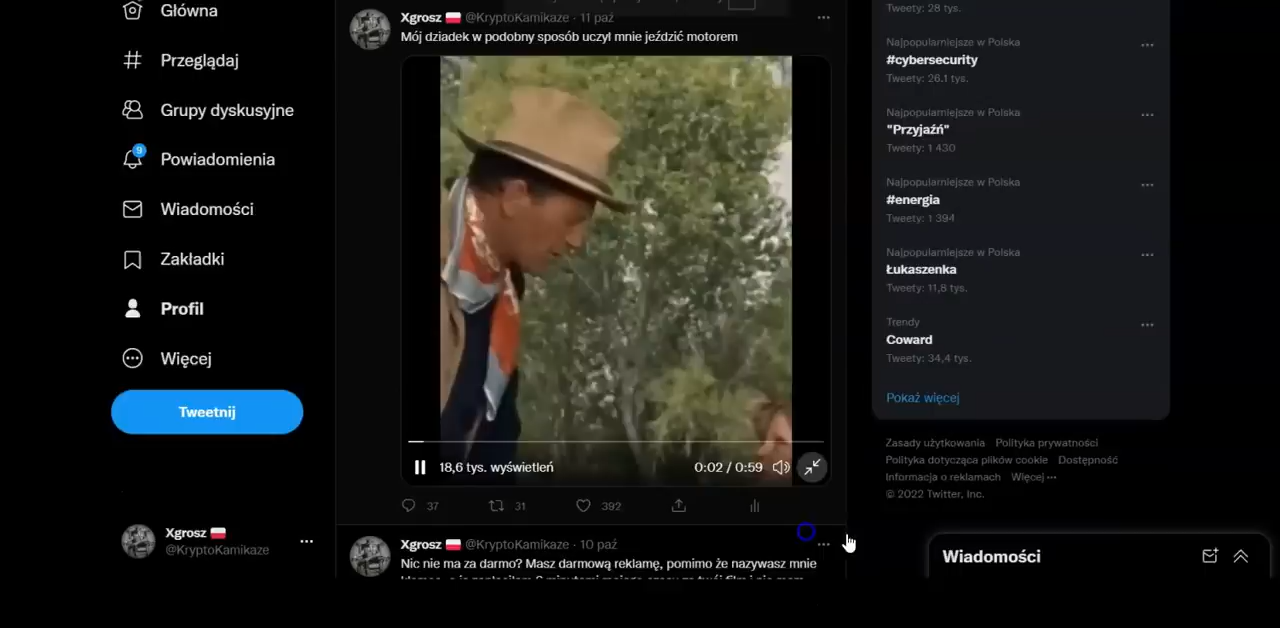 Główna
Przeglądaj
Grupy dyskusyjne
9
Powiadomienia
Wiadomości
Zakładki
Profil
Więcej
Tweetnij
Xgrosz
@KryptoKamikaze
Xgrosz @KryptoKamikaze · 11 paź
Mój dziadek w podobny sposób uczył mnie jeździć motorem
18,6 tys. wyświetleń
0:02 / 0:59
37
31
392
Xgrosz @KryptoKamikaze · 10 paź
Nic nie ma za darmo? Masz darmową reklamę, pomimo że nazywasz mnie
Tweety: 28 tys.
Najpopularniejsze w Polska
#cybersecurity
Tweety: 26.1 tys.
Najpopularniejsze w Polska
"Przyjaźń"
Tweety: 1 430
Najpopularniejsze w Polska
#energia
Tweety: 1 394
Najpopularniejsze w Polska
Łukaszenka
Tweety: 11,8 tys.
Trendy
Coward
Tweety: 34,4 tys.
Pokaż więcej
Zasady użytkowania Polityka prywatności
Polityka dotycząca plików cookie Dostępność
Informacja o reklamach Więcej ···
© 2022 Twitter, Inc.
Wiadomości